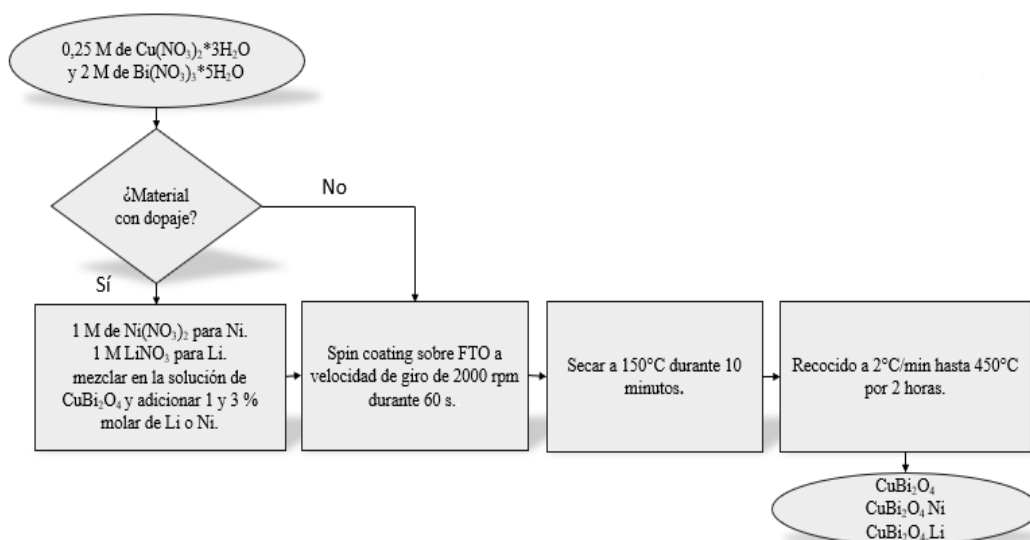 0,25 M de Cu(NO₃)₂*3H₂O
y 2 M de Bi(NO₃)₃*5H₂O
¿Material
con dopaje?
No
Sí
1 M de Ni(NO₃)₂ para Ni.
1 M LiNO₃ para Li.
mezclar en la solución de
CuBi₂O₄ y adicionar 1 y 3 %
molar de Li o Ni.
Spin coating sobre FTO a
velocidad de giro de 2000 rpm
durante 60 s.
Secar a 150°C durante 10
minutos.
Recocido a 2°C/min hasta 450°C
por 2 horas.
CuBi₂O₄
CuBi₂O₄ Ni
CuBi₂O₄ Li